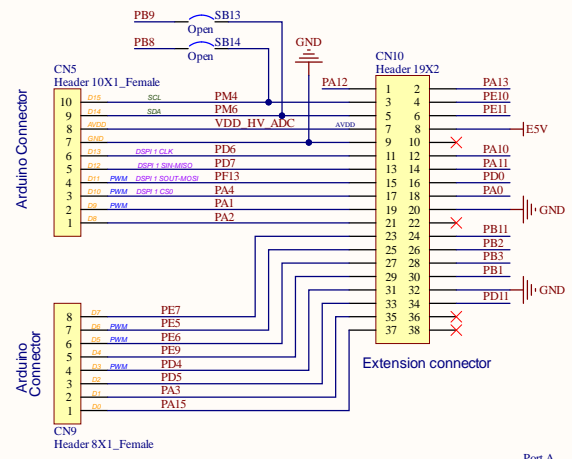 PB9 SB13
Open
PB8 SB14
Open
GND
CN5
Header 10X1_Female
CN10
Header 19X2
Arduino Connector
10 D15 SCL PM4
9 D14 SDA PM6
8 AVDD VDD_HV_ADC AVDD
7 GND
6 D13 DSPI 1 CLK PD6
5 D12 DSPI 1 SIN-MISO PD7
4 D11 PWM DSPI 1 SOUT-MOSI PF13
3 D10 PWM DSPI 1 CS0 PA4
2 D9 PWM PA1
1 D8 PA2
PA12 1 2 PA13
3 4 PE10
5 6 PE11
7 8 E5V
9 10
11 12 PA10
13 14 PA11
15 16 PD0
17 18 PA0
19 20 GND
21 22
23 24 PB11
25 26 PB2
27 28 PB3
29 30 PB1
31 32 GND
33 34 PD11
35 36
37 38
Extension connector
Arduino
Connector
8 D7 PE7
7 D6 PWM PE5
6 D5 PWM PE6
5 D4 PE9
4 D3 PWM PD4
3 D2 PD5
2 D1 PA3
1 D0 PA15
CN9
Header 8X1_Female
Port A